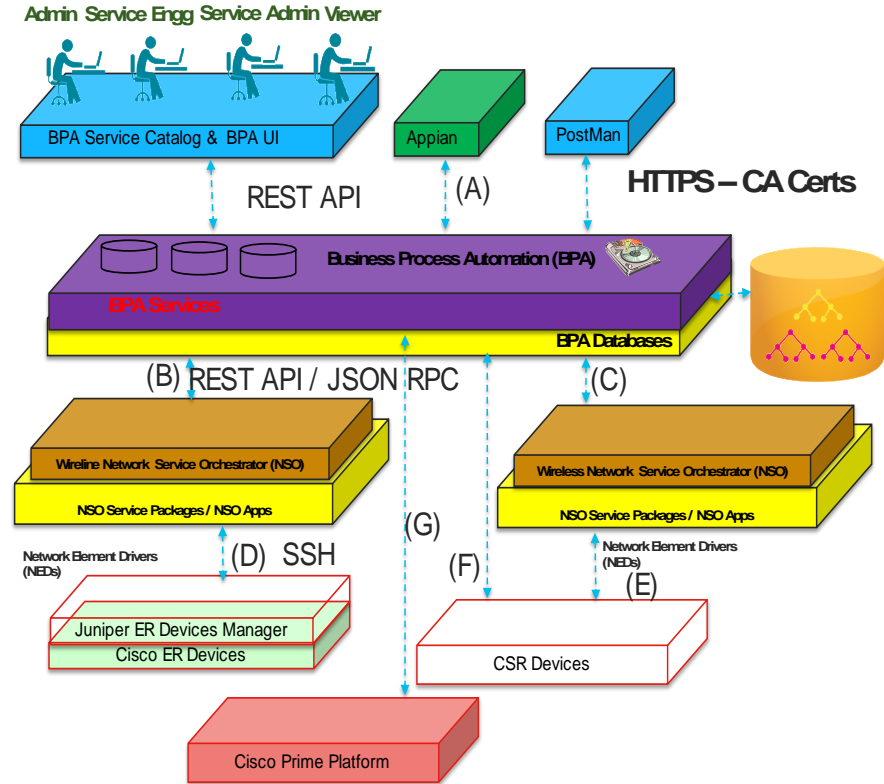 Admin Service Engg Service Admin Viewer
BPA Service Catalog & BPA UI
Appian
PostMan
REST API
(A)
HTTPS – CA Certs
Business Process Automation (BPA)
BPA Services
BPA Databases
(B)
REST API / JSON RPC
(C)
Wireline Network Service Orchestrator (NSO)
NSO Service Packages / NSO Apps
Wireless Network Service Orchestrator (NSO)
NSO Service Packages / NSO Apps
(G)
Network Element Drivers
(NEDs)
(D)
SSH
(F)
Network Element Drivers
(NEDs)
(E)
Juniper ER Devices Manager
Cisco ER Devices
CSR Devices
Cisco Prime Platform